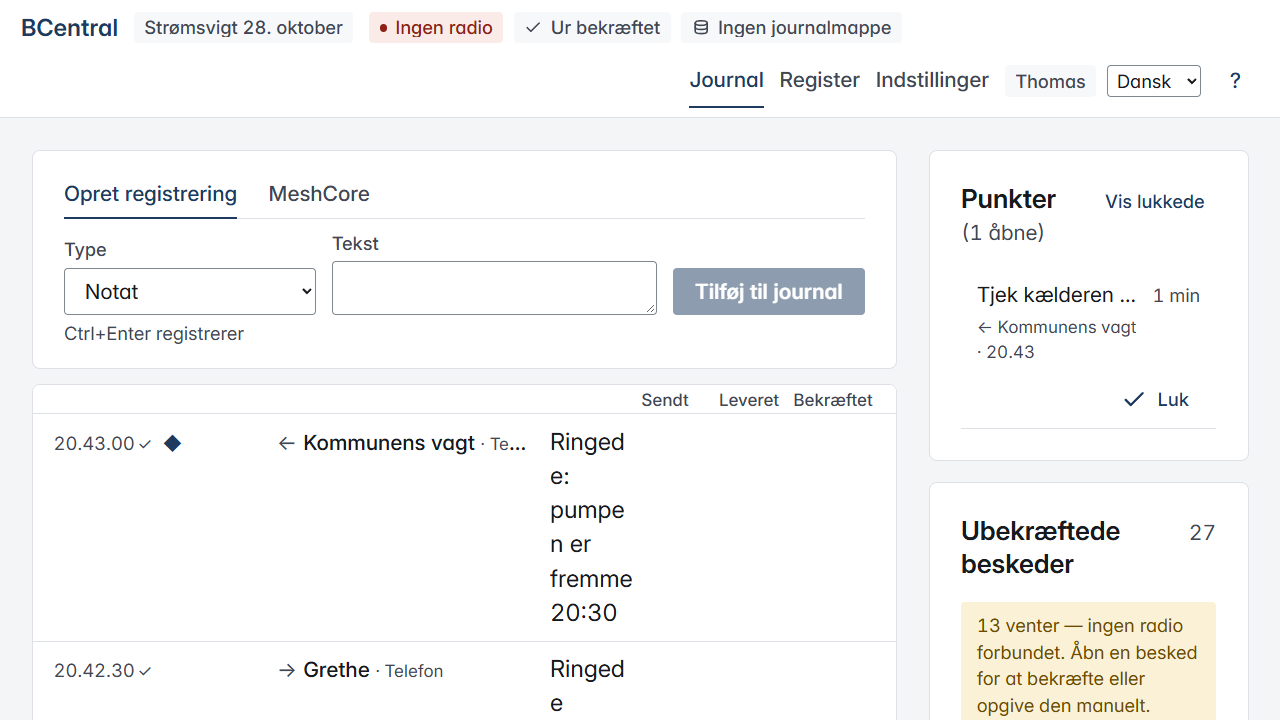 BCentral Strømsvigt 28. oktober Ingen radio Ur bekræftet Ingen journalmappe
Journal Register Indstillinger Thomas Dansk ?
Opret registrering MeshCore
Type
Tekst
Notat
Tilføj til journal
Ctrl+Enter registrerer
Sendt Leveret Bekræftet
20.43.00 ✓ ◆ ← Kommunens vagt · Te...
Ringed
e:
pumpe
n er
fremme
20:30
20.42.30 ✓ → Grethe · Telefon
Ringed
e
Punkter Vis lukkede
(1 åbne)
Tjek kælderen ... 1 min
← Kommunens vagt
· 20.43
Luk
Ubekræftede 27
beskeder
13 venter — ingen radio
forbundet. Åbn en besked
for at bekræfte eller
opgive den manuelt.